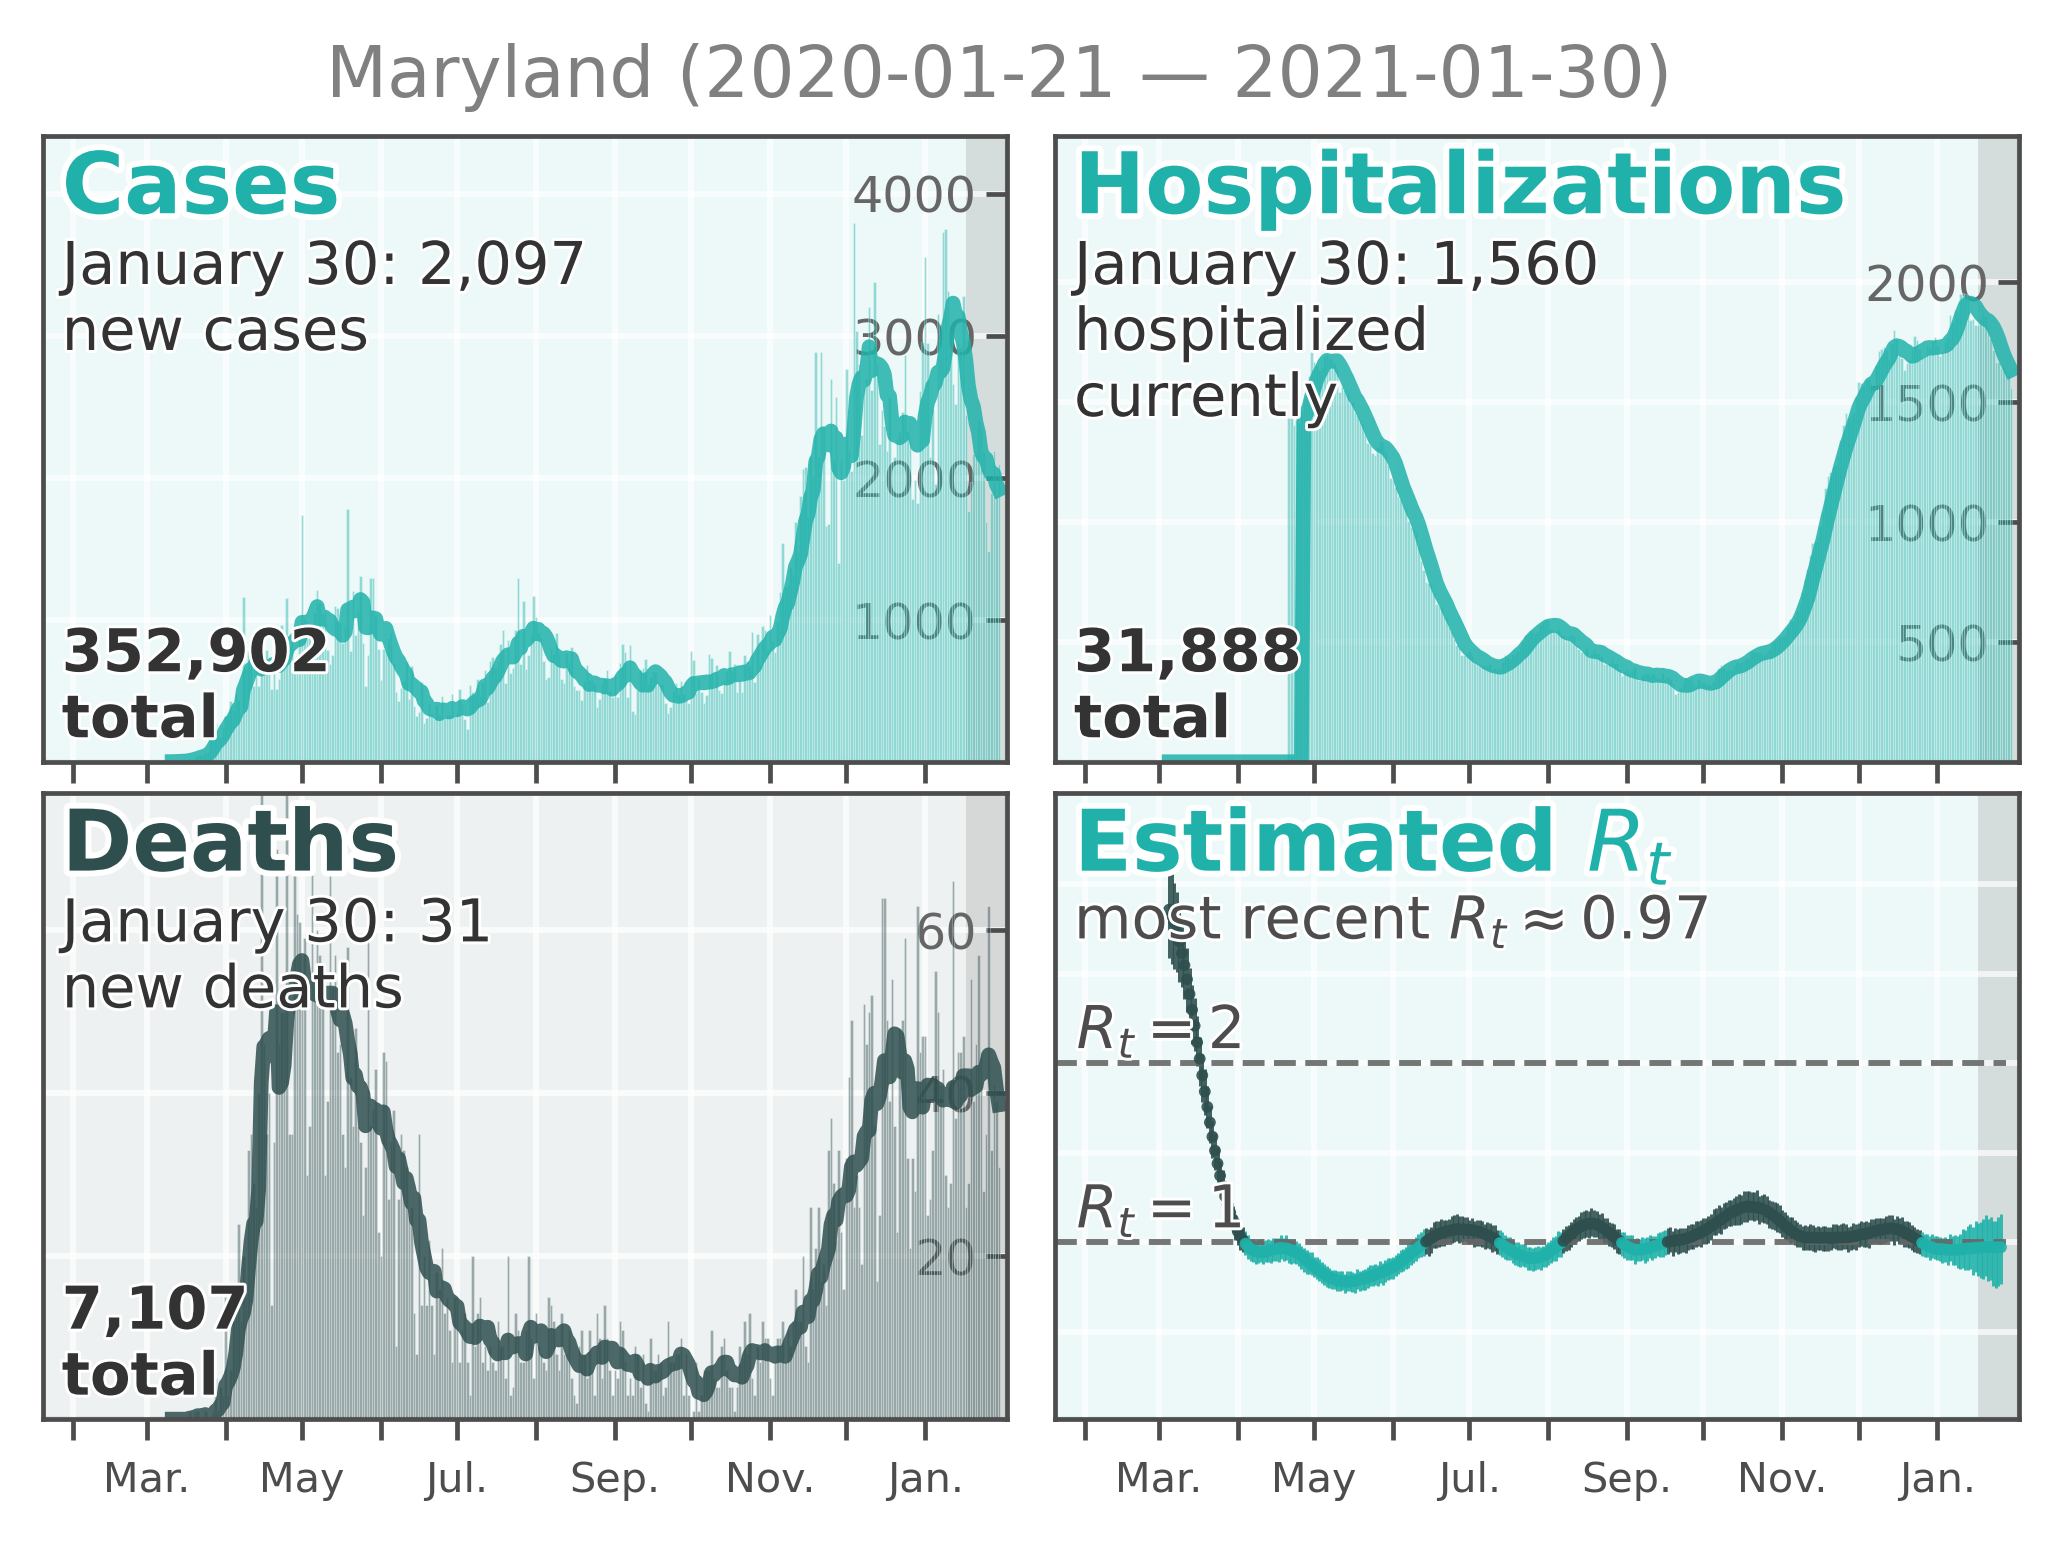 Maryland (2020-01-21 — 2021-01-30)
Cases
January 30: 2,097
new cases
352,902
total
4000
3000
2000
1000
Hospitalizations
January 30: 1,560
hospitalized
currently
31,888
total
2000
1500
1000
500
Deaths
January 30: 31
new deaths
7,107
total
60
40
20
Mar. May Jul. Sep. Nov. Jan.
Estimated Rt
most recent Rt ≈ 0.97
Rt = 2
Rt = 1
Mar. May Jul. Sep. Nov. Jan.